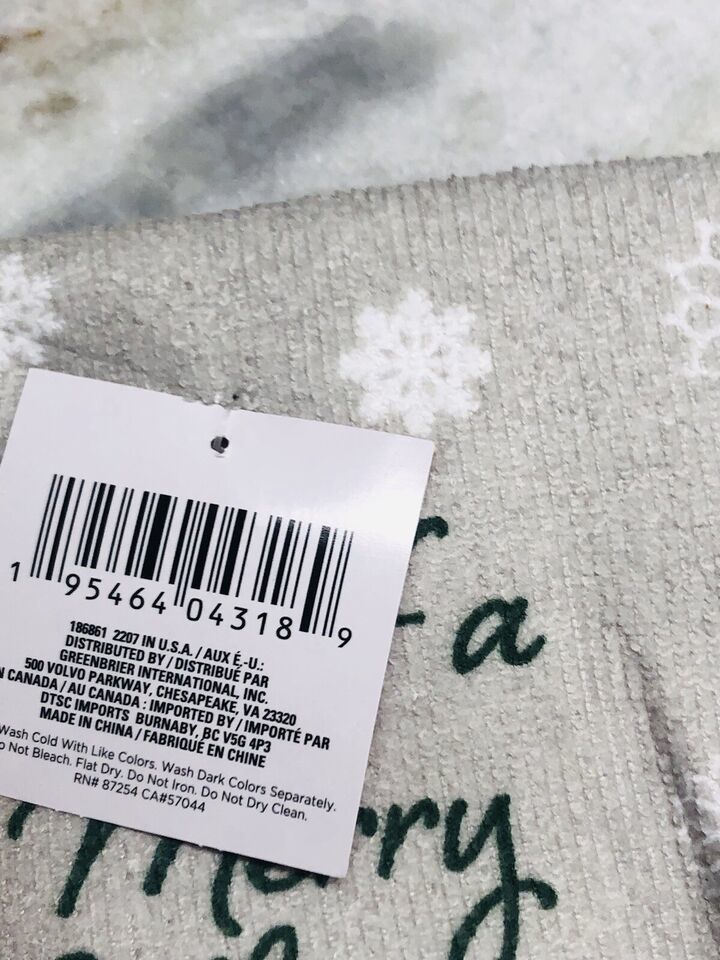 1 95464 04318 9
186861 2207 IN U.S.A. / AUX É.-U.:
DISTRIBUTED BY / DISTRIBUÉ PAR
GREENBRIER INTERNATIONAL, INC.
500 VOLVO PARKWAY, CHESAPEAKE, VA 23320
N CANADA / AU CANADA : IMPORTED BY / IMPORTÉ PAR
DTSC IMPORTS BURNABY, BC V5G 4P3
MADE IN CHINA / FABRIQUÉ EN CHINE
Wash Cold With Like Colors. Wash Dark Colors Separately.
o Not Bleach. Flat Dry. Do Not Iron. Do Not Dry Clean.
RN# 87254 CA#57044
a
Merry